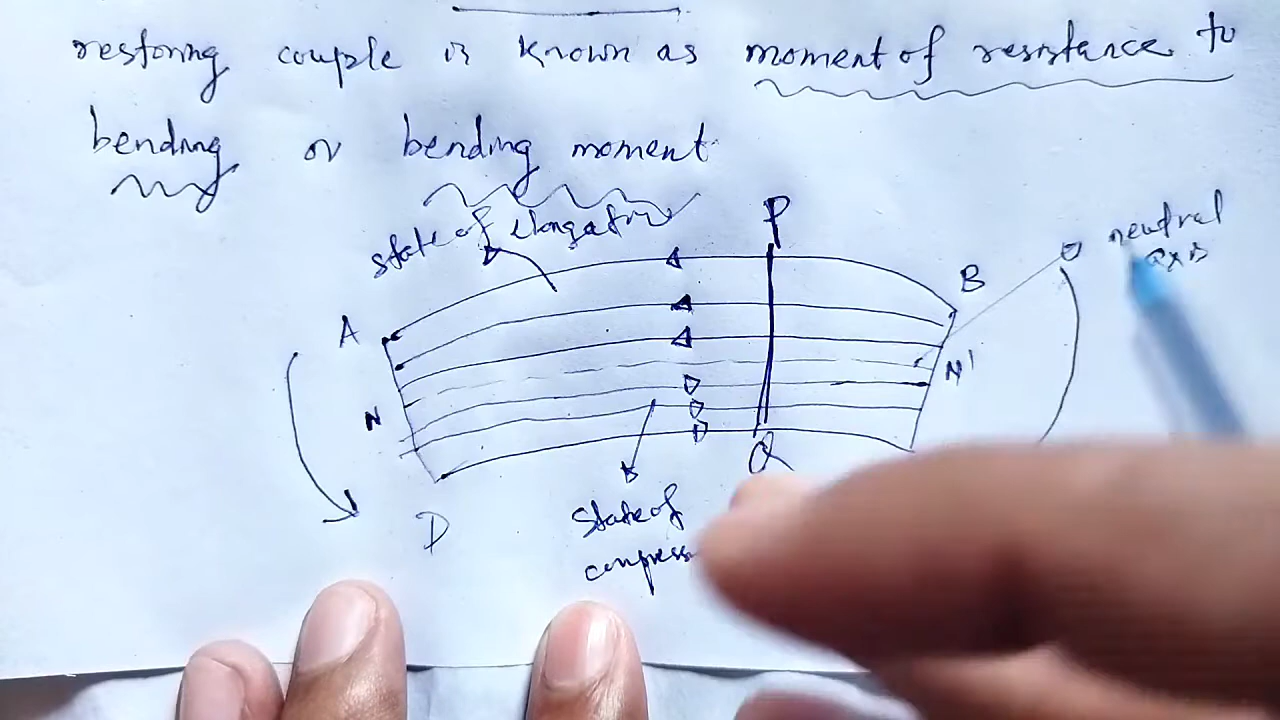 restoring couple is known as moment of resistance to
bending or bending moment
state of elongation
P
neutral
axis
B
A
N'
N
Q
D
State of